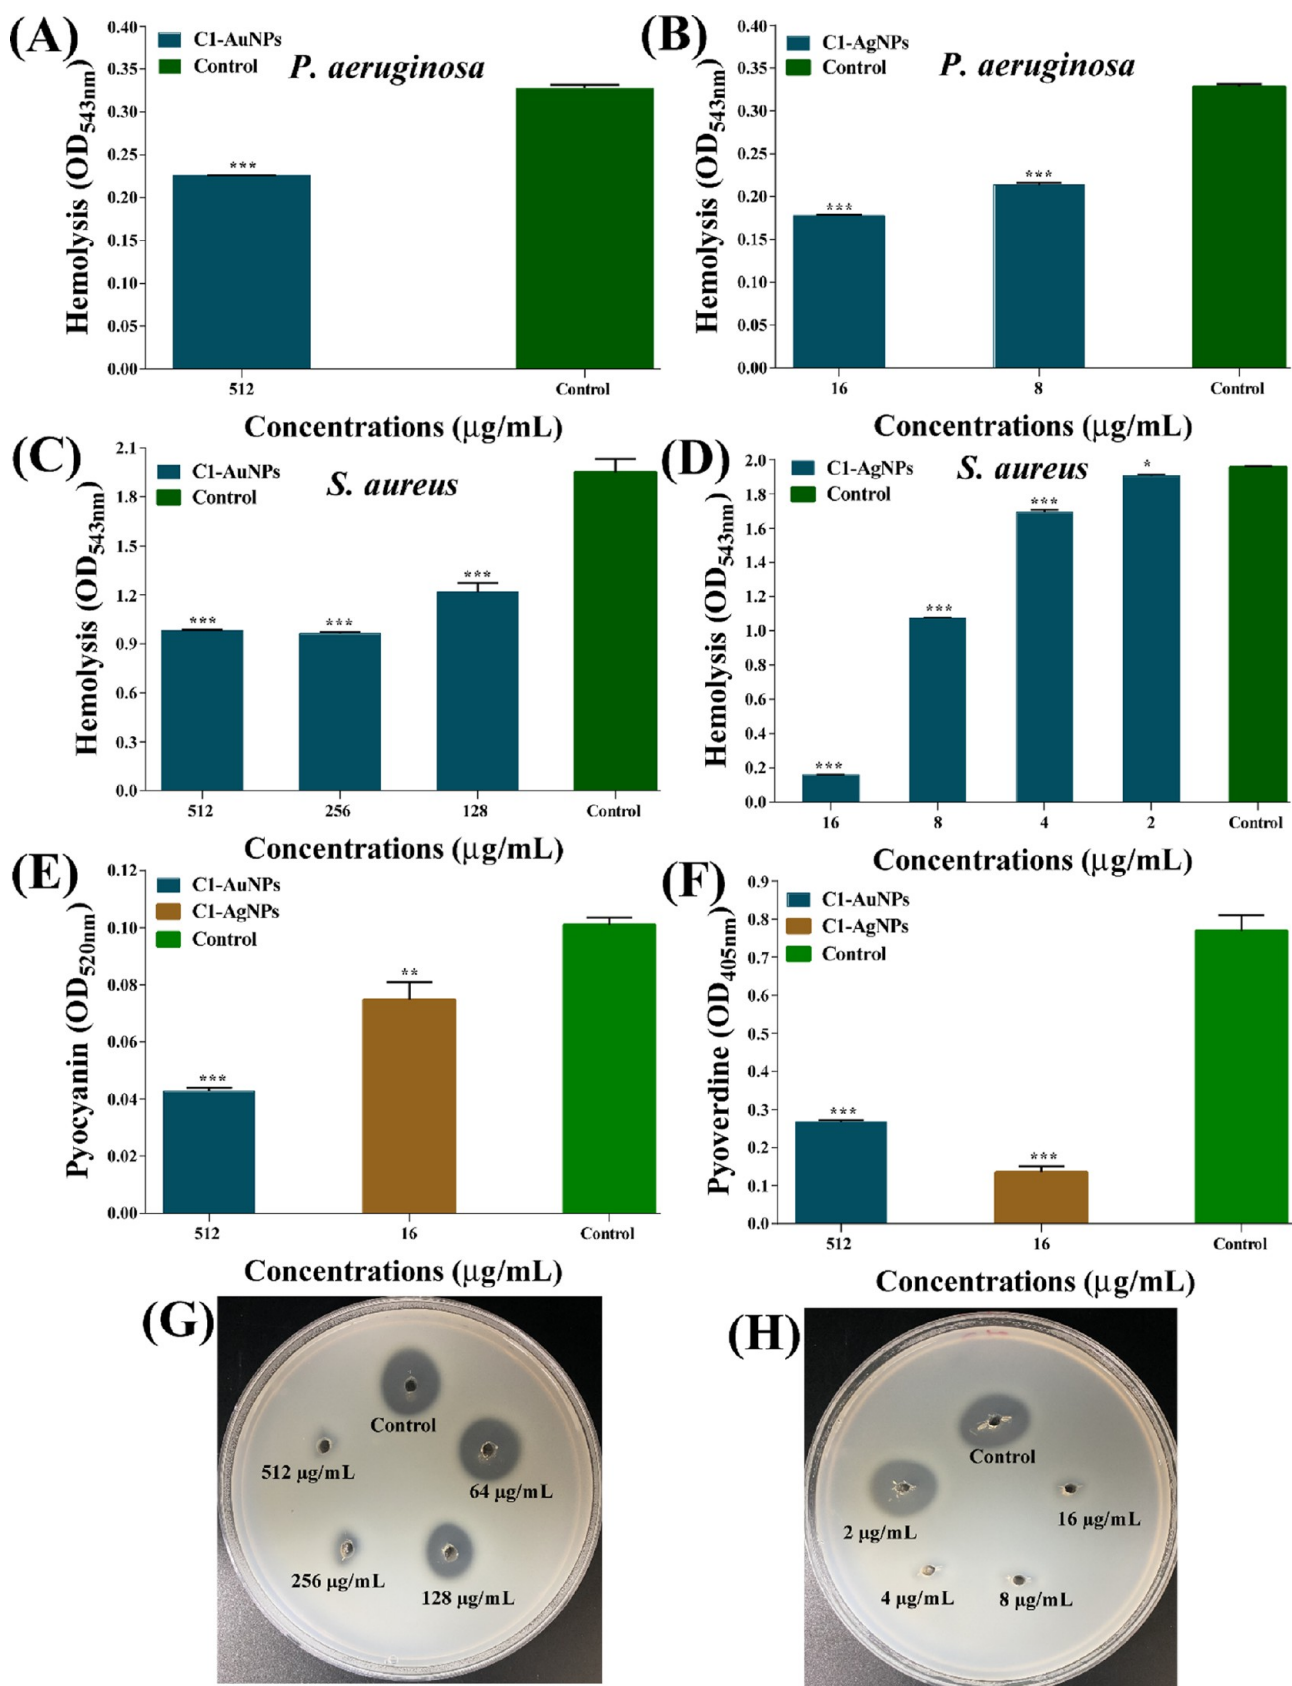 (A)
C1-AuNPs
Control
P. aeruginosa
Hemolysis (OD543nm)
0.40
0.35
0.30
0.25
0.20
0.15
0.10
0.05
0.00
***
512
Control
Concentrations (μg/mL)
(B)
C1-AgNPs
Control
P. aeruginosa
Hemolysis (OD543nm)
0.40
0.35
0.30
0.25
0.20
0.15
0.10
0.05
0.00
***
***
16
8
Control
Concentrations (μg/mL)
(C)
C1-AuNPs
Control
S. aureus
Hemolysis (OD543nm)
2.1
1.8
1.5
1.2
0.9
0.6
0.3
0.0
***
***
***
512
256
128
Control
Concentrations (μg/mL)
(D)
C1-AgNPs
Control
S. aureus
Hemolysis (OD543nm)
2.0
1.8
1.6
1.4
1.2
1.0
0.8
0.6
0.4
0.2
0.0
***
***
***
*
16
8
4
2
Control
Concentrations (μg/mL)
(E)
C1-AuNPs
C1-AgNPs
Control
Pyocyanin (OD520nm)
0.12
0.10
0.08
0.06
0.04
0.02
0.00
***
**
512
16
Control
Concentrations (μg/mL)
(F)
C1-AuNPs
C1-AgNPs
Control
Pyoverdine (OD405nm)
0.9
0.8
0.7
0.6
0.5
0.4
0.3
0.2
0.1
0.0
***
***
512
16
Control
Concentrations (μg/mL)
(G)
Control
512 μg/mL
64 μg/mL
256 μg/mL
128 μg/mL
(H)
Control
2 μg/mL
16 μg/mL
4 μg/mL
8 μg/mL